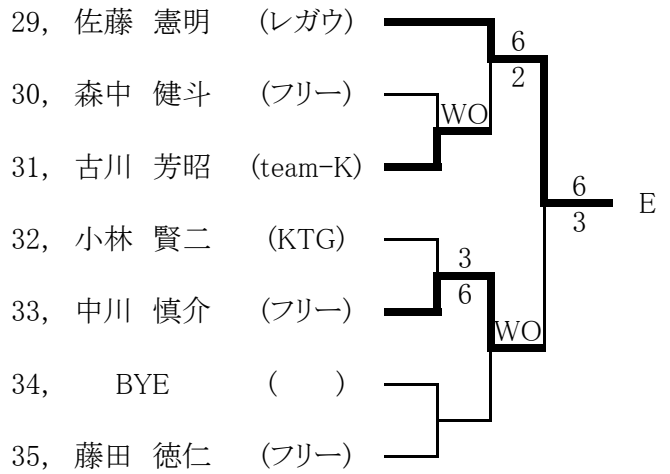 29, 佐藤 憲明 (レガウ)
6
2
30, 森中 健斗 (フリー)
WO
31, 古川 芳昭 (team-K)
6
3
E
32, 小林 賢二 (KTG)
3
6
33, 中川 慎介 (フリー)
WO
34, BYE ( )
35, 藤田 徳仁 (フリー)